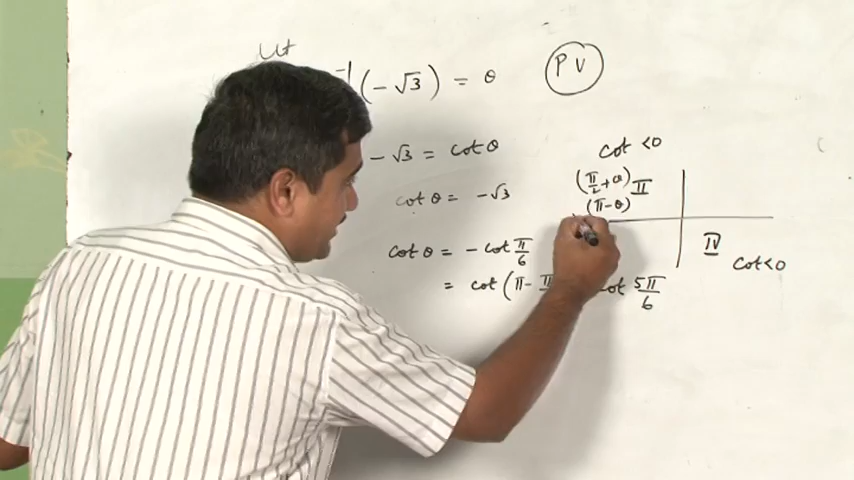 Let
⁻¹(-√3) = θ
PV
-√3 = cot θ
cot θ = -√3
cot θ = - cot π/6
= cot (π - π
cot 5π/6
cot < 0
(π/2 + θ) II
(π - θ)
IV
cot < 0